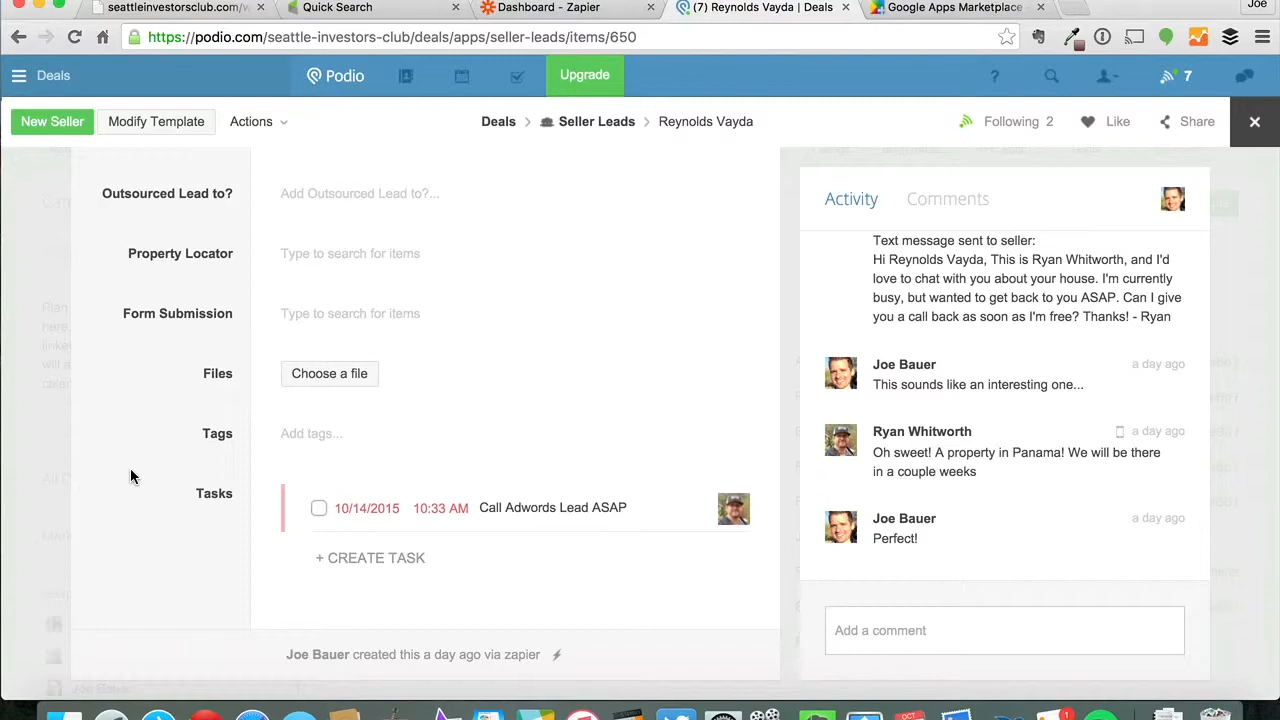 seattleinvestorsclub.com/v
Quick Search
Dashboard - Zapier
(7) Reynolds Vayda | Deals
Google Apps Marketplace
Joe
https://podio.com/seattle-investors-club/deals/apps/seller-leads/items/650
Deals
Podio
Upgrade
?
7
New Seller
Modify Template
Actions
Deals > Seller Leads > Reynolds Vayda
Following 2
Like
Share
Outsourced Lead to?
Add Outsourced Lead to?...
Property Locator
Type to search for items
Form Submission
Type to search for items
Files
Choose a file
Tags
Add tags...
Tasks
10/14/2015 10:33 AM Call Adwords Lead ASAP
+ CREATE TASK
Joe Bauer created this a day ago via zapier
Activity
Comments
Text message sent to seller:
Hi Reynolds Vayda, This is Ryan Whitworth, and I'd
love to chat with you about your house. I'm currently
busy, but wanted to get back to you ASAP. Can I give
you a call back as soon as I'm free? Thanks! - Ryan
Joe Bauer
a day ago
This sounds like an interesting one...
Ryan Whitworth
a day ago
Oh sweet! A property in Panama! We will be there
in a couple weeks
Joe Bauer
a day ago
Perfect!
Add a comment
Joe Baue
OCT
1